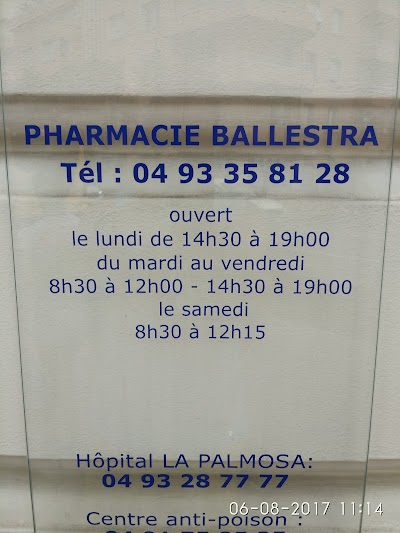 PHARMACIE BALLESTRA
Tél : 04 93 35 81 28
ouvert
le lundi de 14h30 à 19h00
du mardi au vendredi
8h30 à 12h00 - 14h30 à 19h00
le samedi
8h30 à 12h15
Hôpital LA PALMOSA:
04 93 28 77 77
06-08-2017 11:14
Centre anti-poison :